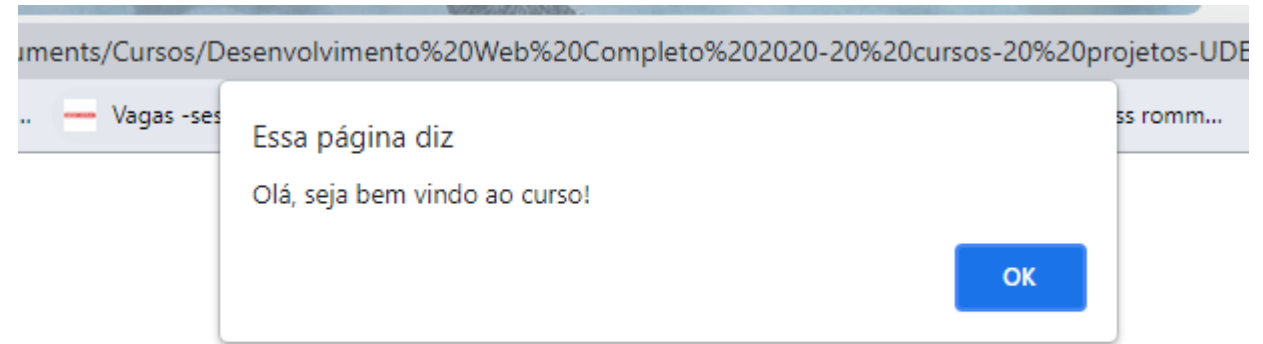 uments/Cursos/Desenvolvimento%20Web%20Completo%202020-20%20cursos-20%20projetos-UDE
.. Vagas -ses ss romm...
Essa página diz
Olá, seja bem vindo ao curso!
OK